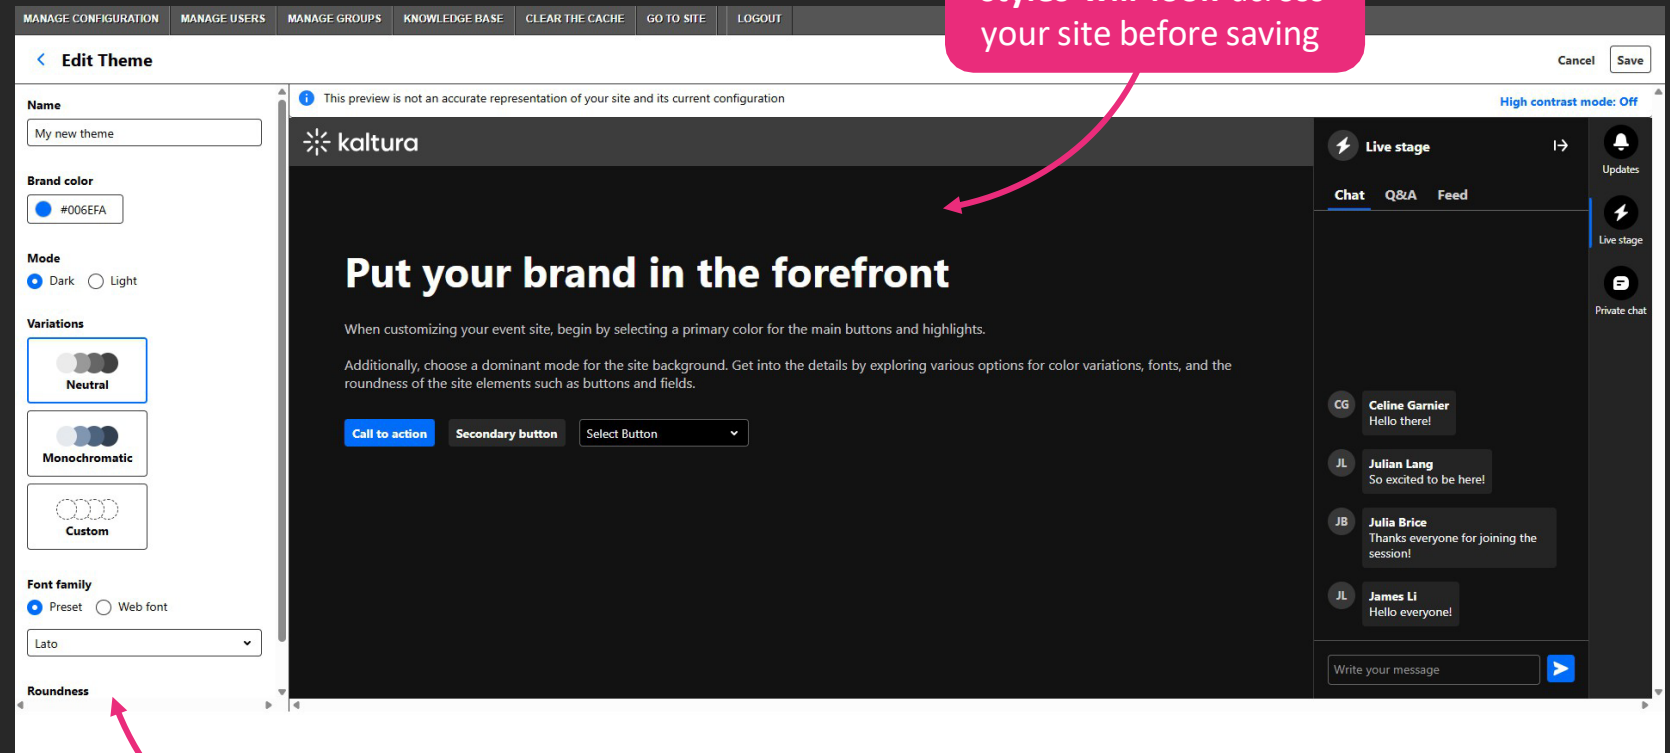 MANAGE CONFIGURATION MANAGE USERS MANAGE GROUPS KNOWLEDGE BASE CLEAR THE CACHE GO TO SITE LOGOUT
styles will look across
your site before saving
Edit Theme
Cancel Save
Name
My new theme
Brand color
#006EFA
Mode
Dark Light
Variations
Neutral
Monochromatic
Custom
Font family
Preset Web font
Lato
Roundness
This preview is not an accurate representation of your site and its current configuration
High contrast mode: Off
kaltura
Put your brand in the forefront
When customizing your event site, begin by selecting a primary color for the main buttons and highlights.
Additionally, choose a dominant mode for the site background. Get into the details by exploring various options for color variations, fonts, and the
roundness of the site elements such as buttons and fields.
Call to action Secondary button Select Button
Live stage
Chat Q&A Feed
CG Celine Garnier
Hello there!
JL Julian Lang
So excited to be here!
JB Julia Brice
Thanks everyone for joining the
session!
JL James Li
Hello everyone!
Write your message
Updates
Live stage
Private chat